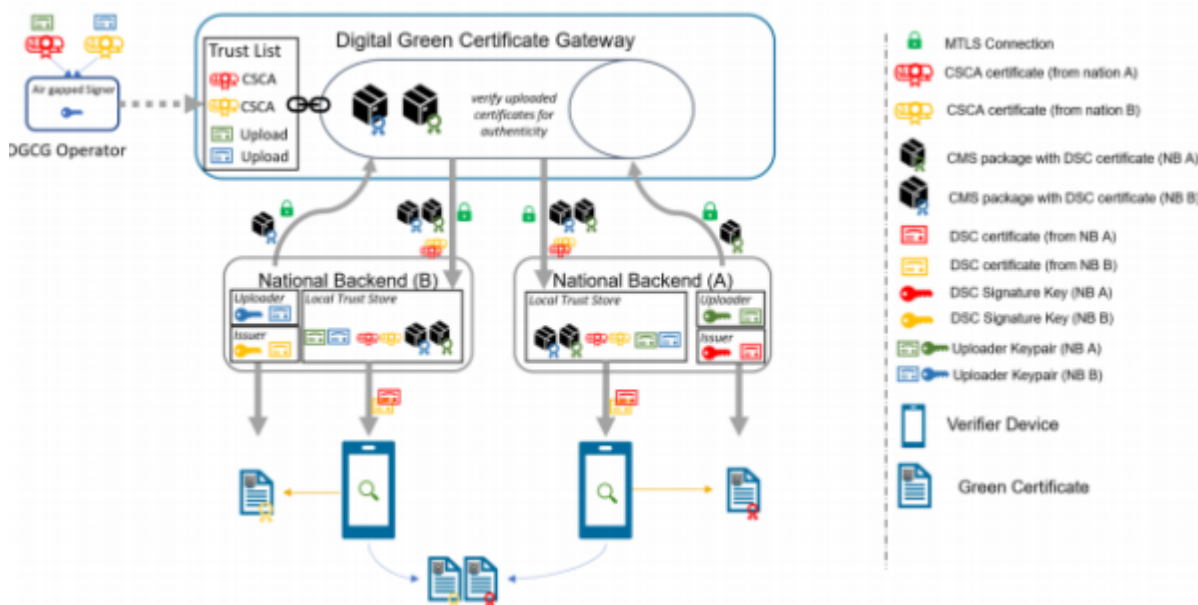 Digital Green Certificate Gateway
Trust List
CSCA
CSCA
Upload
Upload
verify uploaded
certificates for
authenticity
Air gapped Signer
DGCG Operator
National Backend (B)
Uploader
Issuer
Local Trust Store
National Backend (A)
Local Trust Store
Uploader
Issuer
MTLS Connection
CSCA certificate (from nation A)
CSCA certificate (from nation B)
CMS package with DSC certificate (NB A)
CMS package with DSC certificate (NB B)
DSC certificate (from NB A)
DSC certificate (from NB B)
DSC Signature Key (NB A)
DSC Signature Key (NB B)
Uploader Keypair (NB A)
Uploader Keypair (NB B)
Verifier Device
Green Certificate